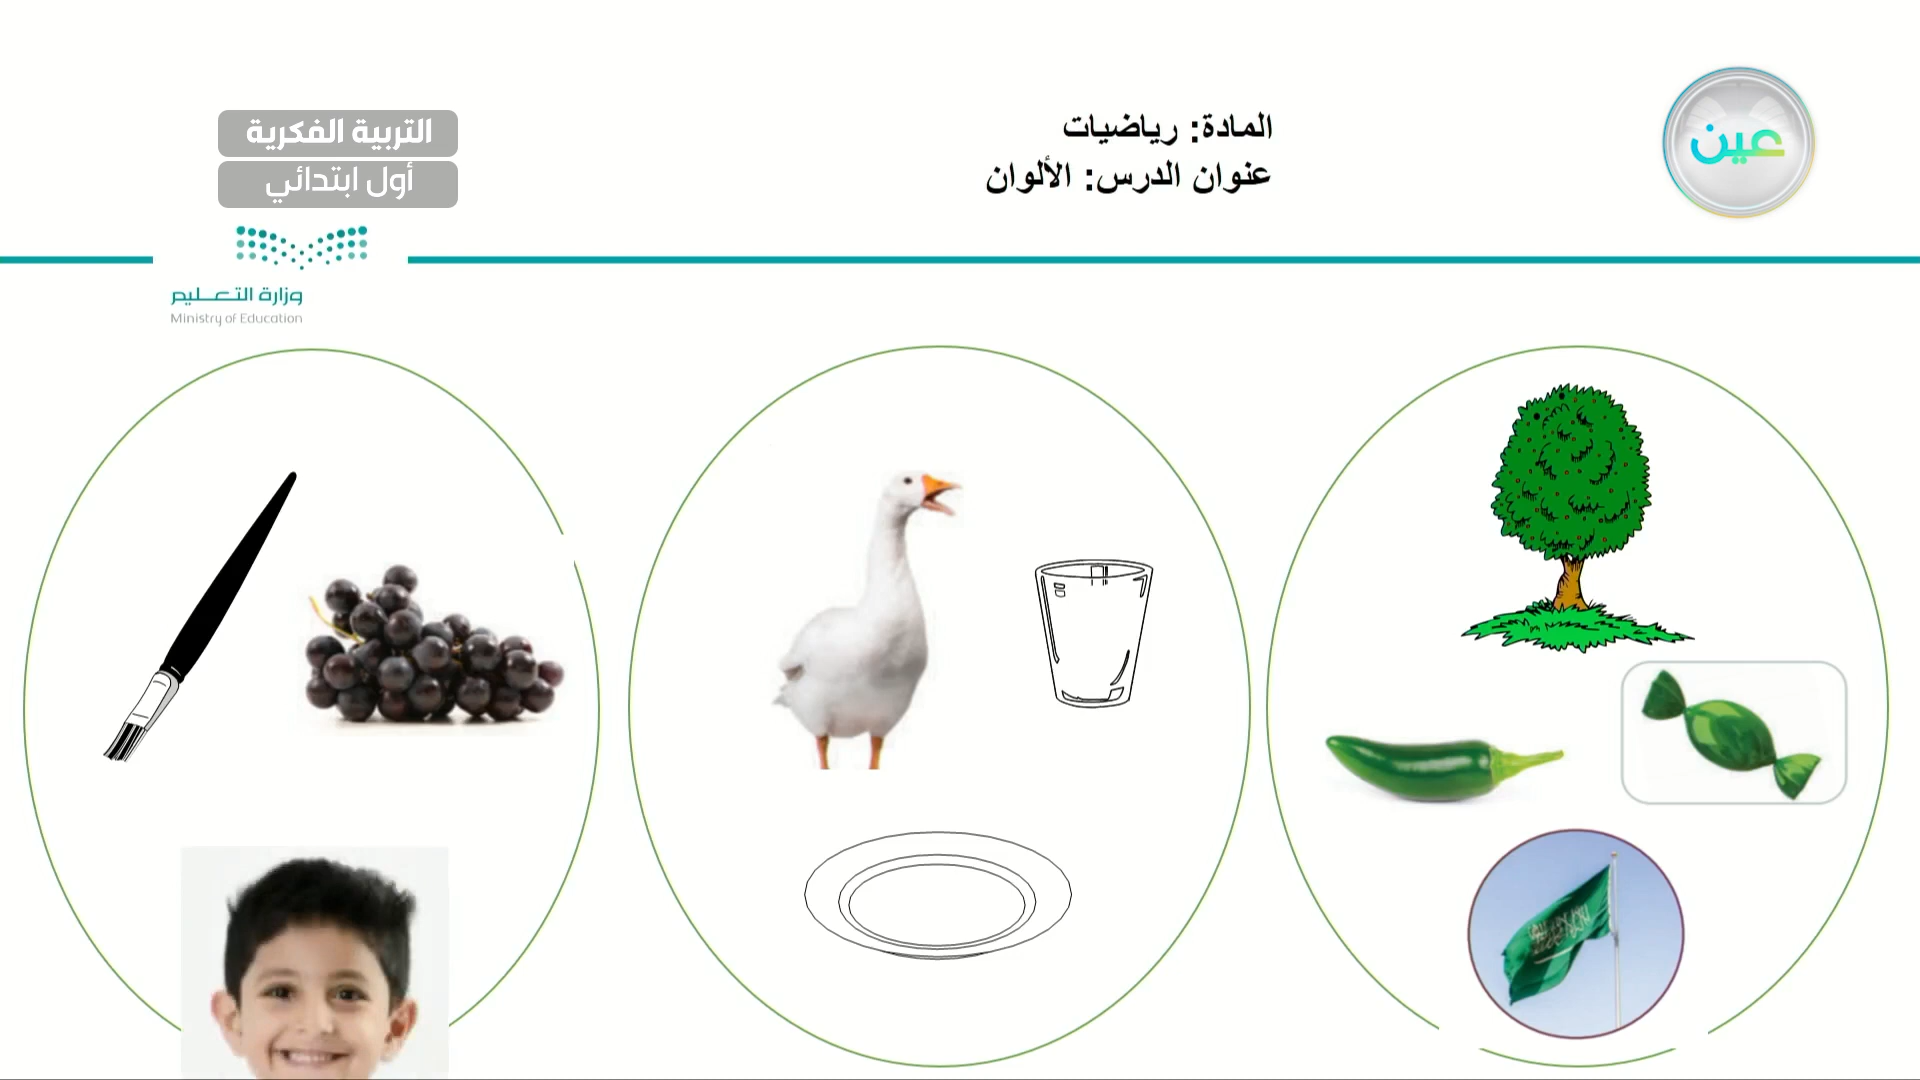 عين
المادة: رياضيات
عنوان الدرس: الألوان
التربية الفكرية
أول ابتدائي
وزارة التعليم
Ministry of Education